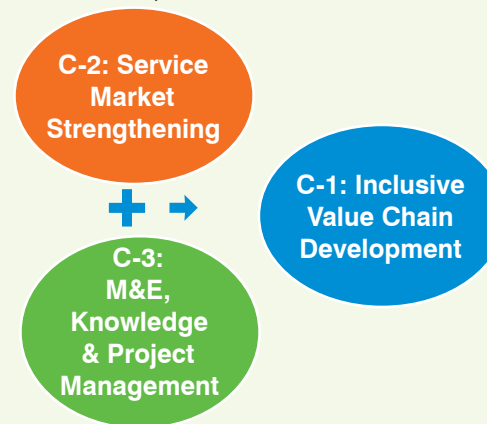 C-2: Service
Market
Strengthening
C-1: Inclusive
Value Chain
Development
C-3:
M&E,
Knowledge
& Project
Management